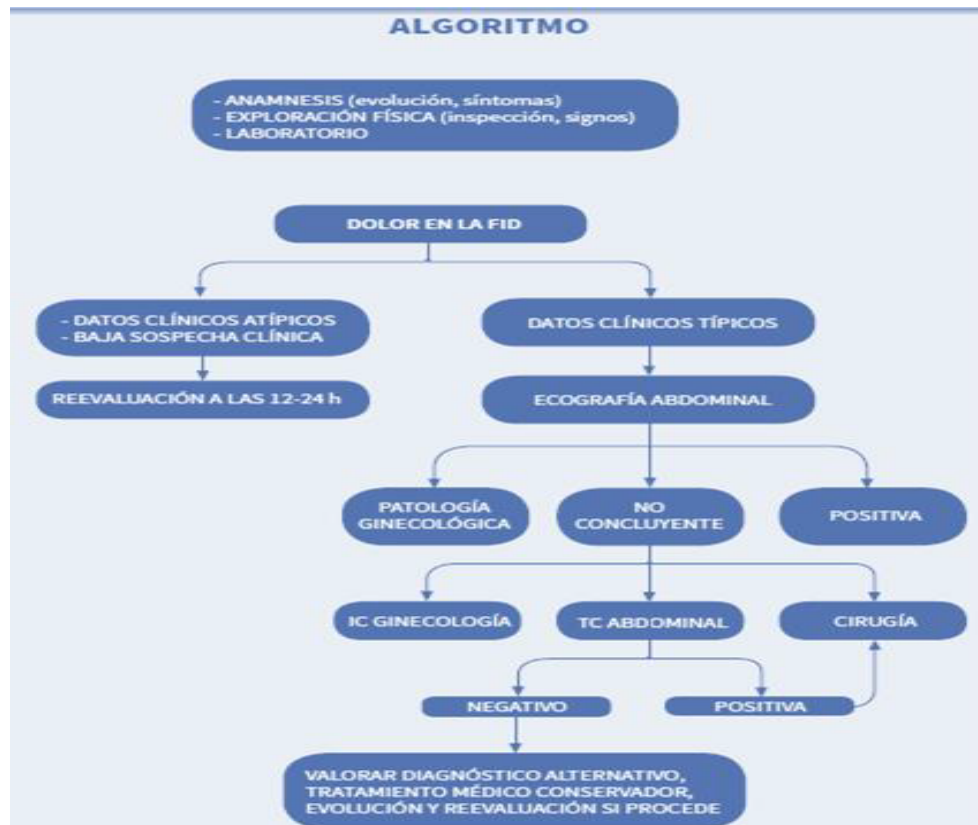 ALGORITMO
- ANAMNESIS (evolución, síntomas)
- EXPLORACIÓN FÍSICA (inspección, signos)
- LABORATORIO
DOLOR EN LA FID
- DATOS CLÍNICOS ATÍPICOS
- BAJA SOSPECHA CLÍNICA
DATOS CLÍNICOS TÍPICOS
REEVALUACIÓN A LAS 12-24 h
ECOGRAFÍA ABDOMINAL
PATOLOGÍA
GINECOLÓGICA
NO
CONCLUYENTE
POSITIVA
IC GINECOLOGÍA
TC ABDOMINAL
CIRUGÍA
NEGATIVO
POSITIVA
VALORAR DIAGNÓSTICO ALTERNATIVO,
TRATAMIENTO MÉDICO CONSERVADOR,
EVOLUCIÓN Y REEVALUACIÓN SI PROCEDE